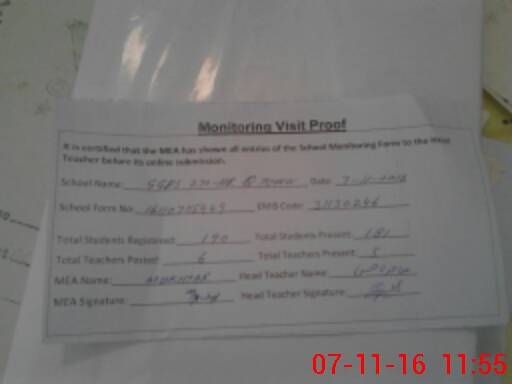 Monitoring Visit Proof
It is certified that the MEA has shown all entries of the School Monitoring Form to the Head
Teacher before its online submission.
School Name: GGPS Date: 7-11-2016
School Form No: EMIS Code: 31130246
Total Students Registered: 190 Total Students Present: 181
Total Teachers Posted: 6 Total Teachers Present: 5
MEA Name: Head Teacher Name:
MEA Signature: Head Teacher Signature:
07-11-16 11:55